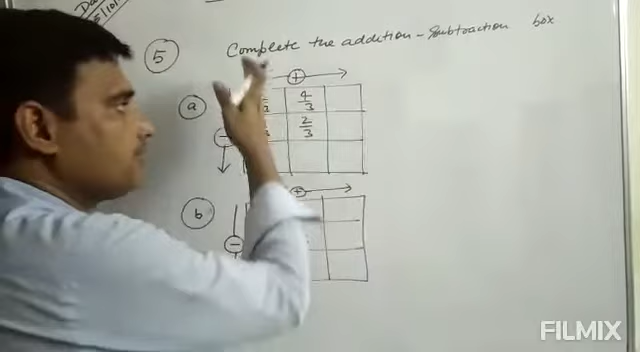 5 Complete the addition - Subtraction box
+
a 4/3
2/3
-
b +
-
FILMIX